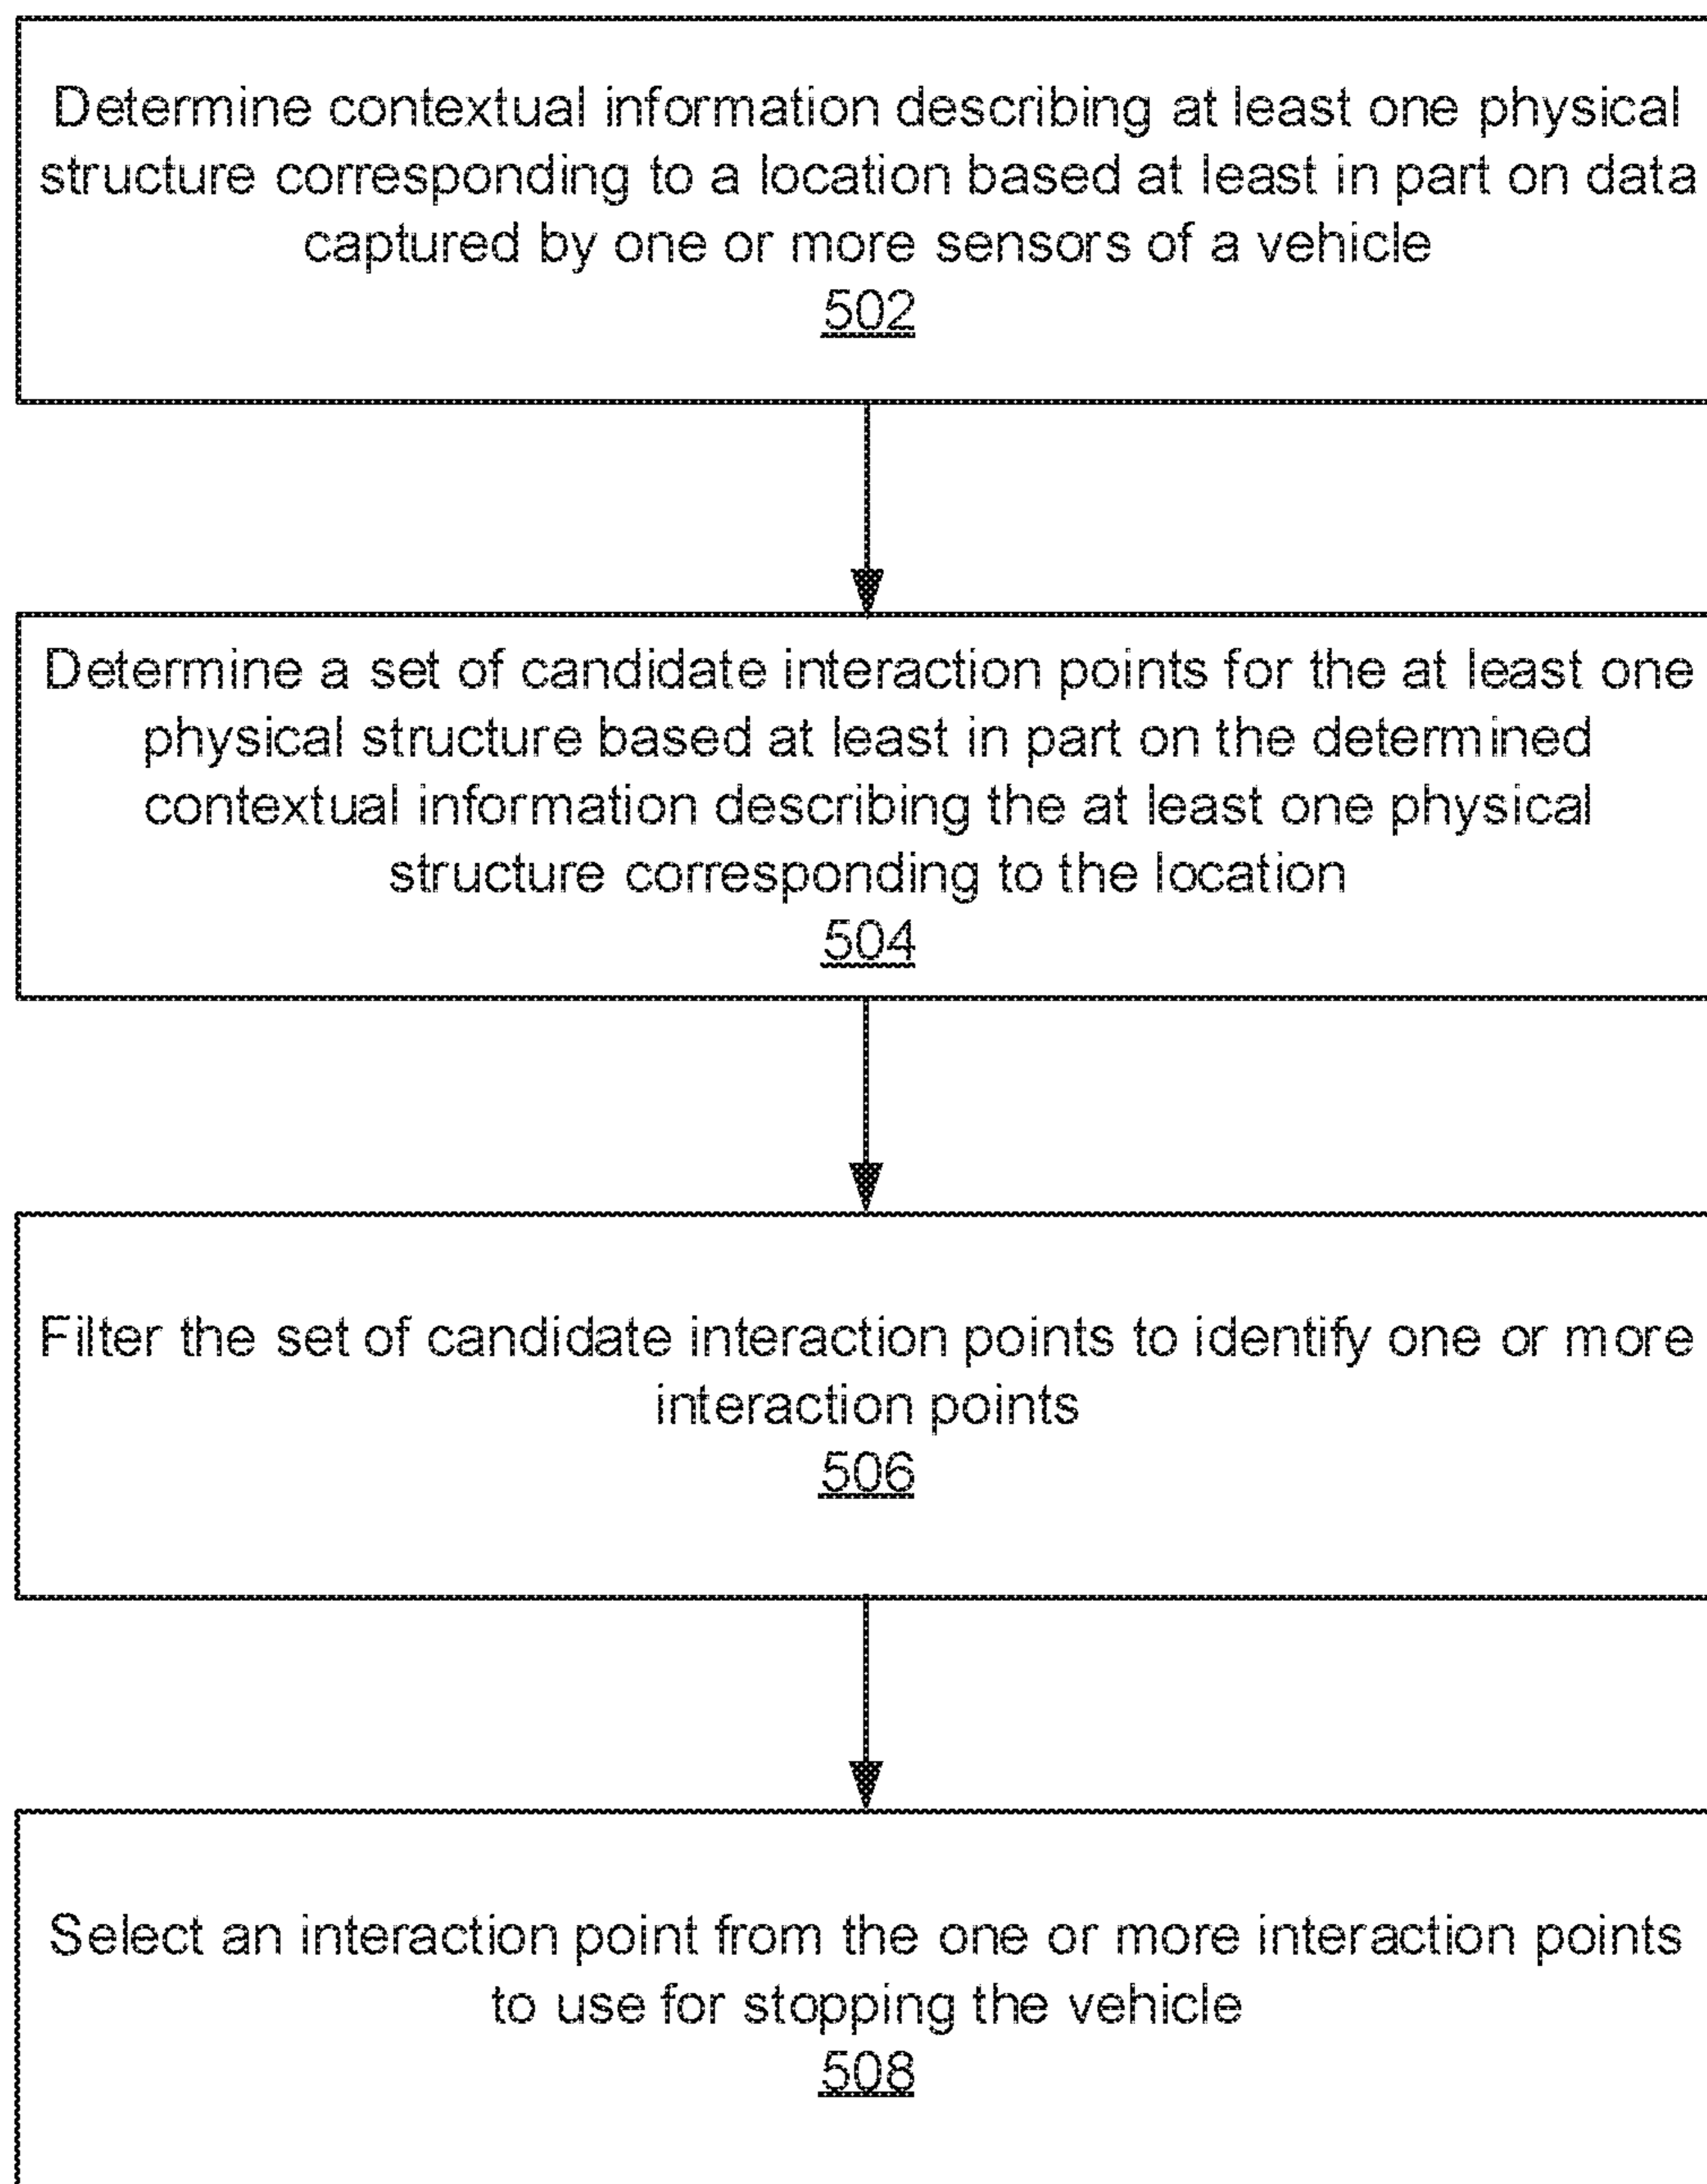 Determine contextual information describing at least one physical
structure corresponding to a location based at least in part on data
captured by one or more sensors of a vehicle
502
Determine a set of candidate interaction points for the at least one
physical structure based at least in part on the determined
contextual information describing the at least one physical
structure corresponding to the location
504
Filter the set of candidate interaction points to identify one or more
interaction points
506
Select an interaction point from the one or more interaction points
to use for stopping the vehicle
508